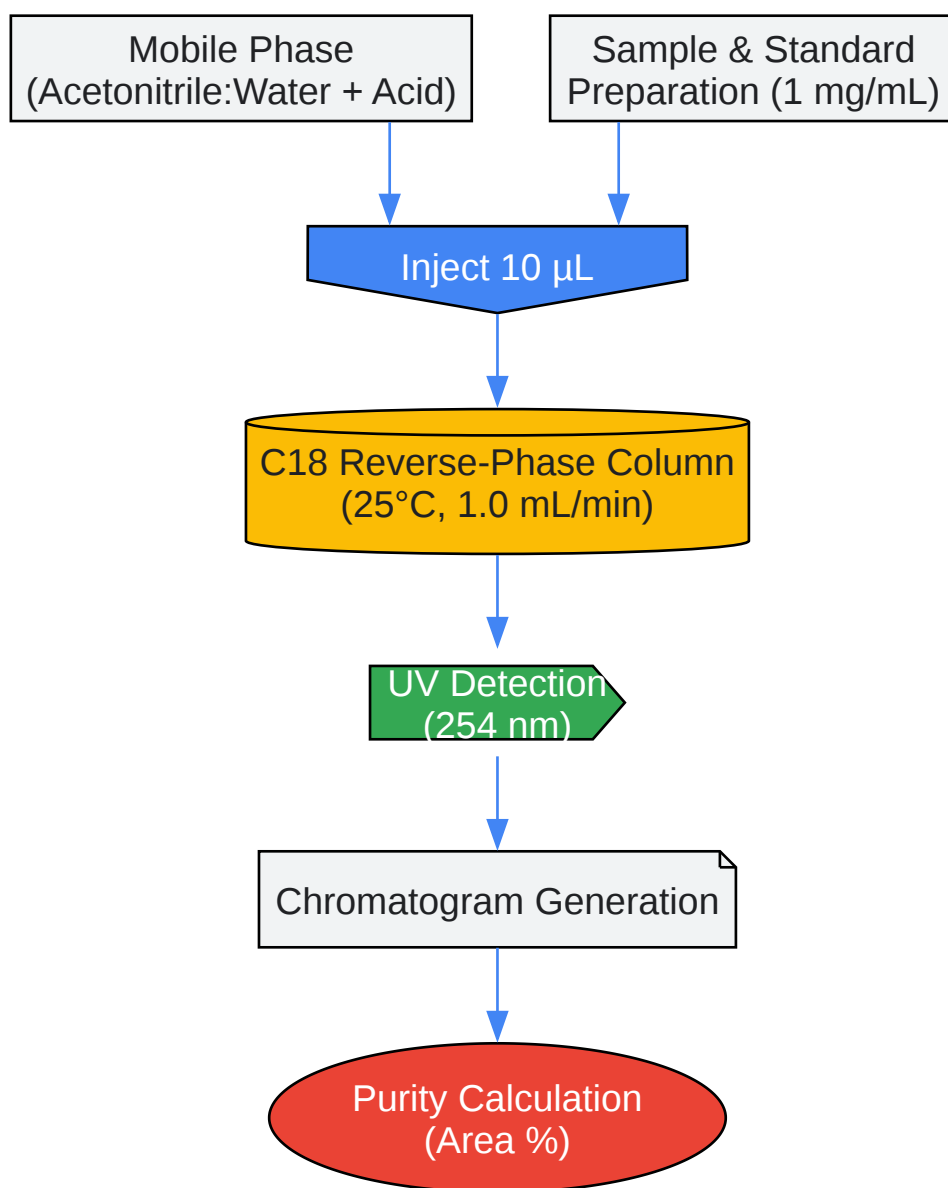 Mobile Phase
(Acetonitrile:Water + Acid)
Sample & Standard
Preparation (1 mg/mL)
Inject 10 µL
C18 Reverse-Phase Column
(25°C, 1.0 mL/min)
UV Detection
(254 nm)
Chromatogram Generation
Purity Calculation
(Area %)